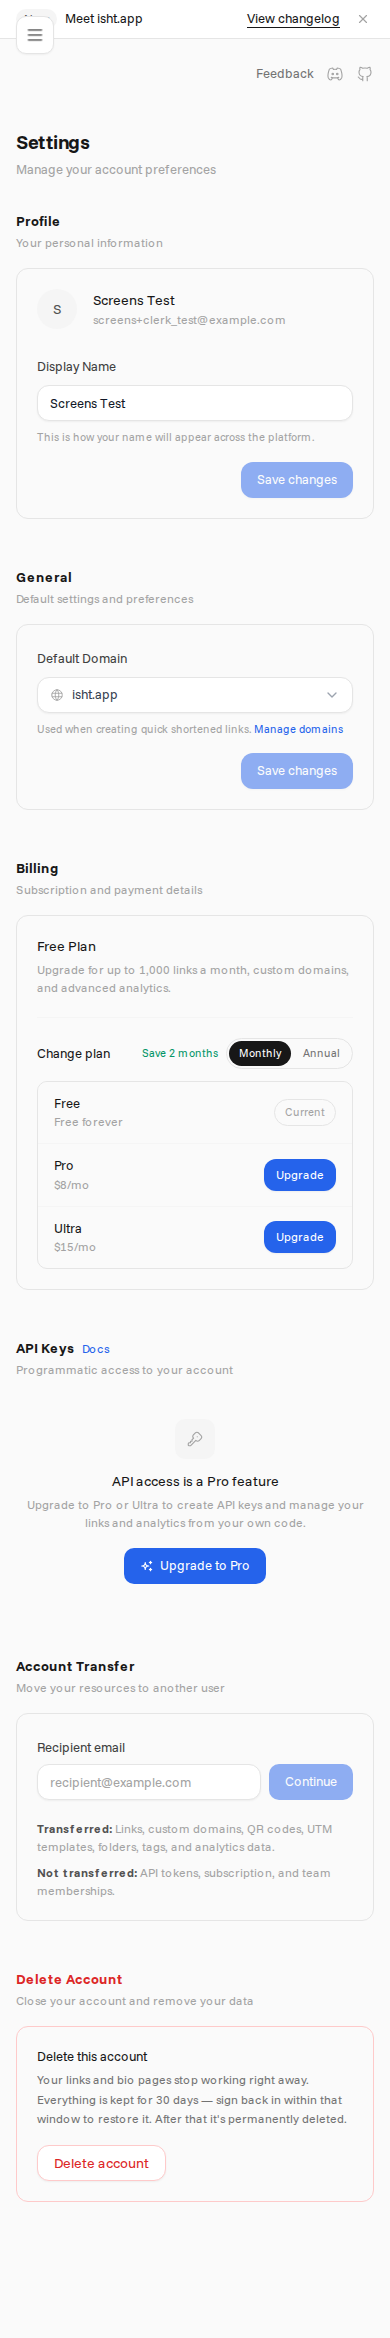 Meet isht.app
View changelog
Feedback
Settings
Manage your account preferences
Profile
Your personal information
S
Screens Test
screens+clerk_test@example.com
Display Name
Screens Test
This is how your name will appear across the platform.
Save changes
General
Default settings and preferences
Default Domain
isht.app
Used when creating quick shortened links. Manage domains
Save changes
Billing
Subscription and payment details
Free Plan
Upgrade for up to 1,000 links a month, custom domains,
and advanced analytics.
Change plan
Save 2 months
Monthly
Annual
Free
Free forever
Current
Pro
$8/mo
Upgrade
Ultra
$15/mo
Upgrade
API Keys Docs
Programmatic access to your account
API access is a Pro feature
Upgrade to Pro or Ultra to create API keys and manage your
links and analytics from your own code.
Upgrade to Pro
Account Transfer
Move your resources to another user
Recipient email
recipient@example.com
Continue
Transferred: Links, custom domains, QR codes, UTM
templates, folders, tags, and analytics data.
Not transferred: API tokens, subscription, and team
memberships.
Delete Account
Close your account and remove your data
Delete this account
Your links and bio pages stop working right away.
Everything is kept for 30 days — sign back in within that
window to restore it. After that it's permanently deleted.
Delete account